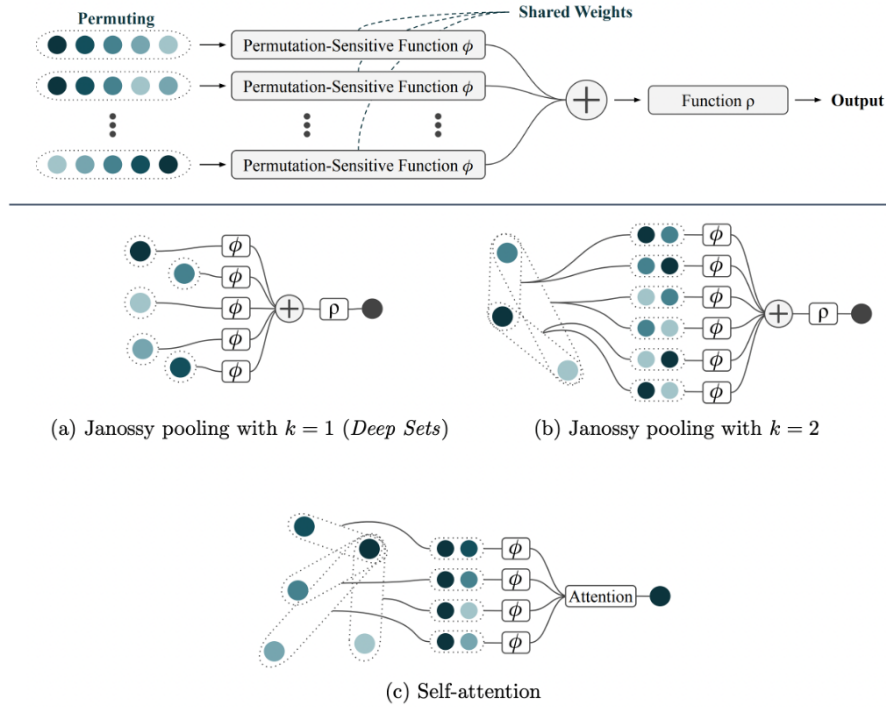 Permuting
Shared Weights
Permutation-Sensitive Function ϕ
Permutation-Sensitive Function ϕ
Permutation-Sensitive Function ϕ
+
Function ρ
Output
ϕ
ϕ
ϕ
ϕ
ϕ
+
ρ
(a) Janossy pooling with k = 1 (Deep Sets)
ϕ
ϕ
ϕ
ϕ
ϕ
ϕ
+
ρ
(b) Janossy pooling with k = 2
ϕ
ϕ
ϕ
ϕ
Attention
(c) Self-attention